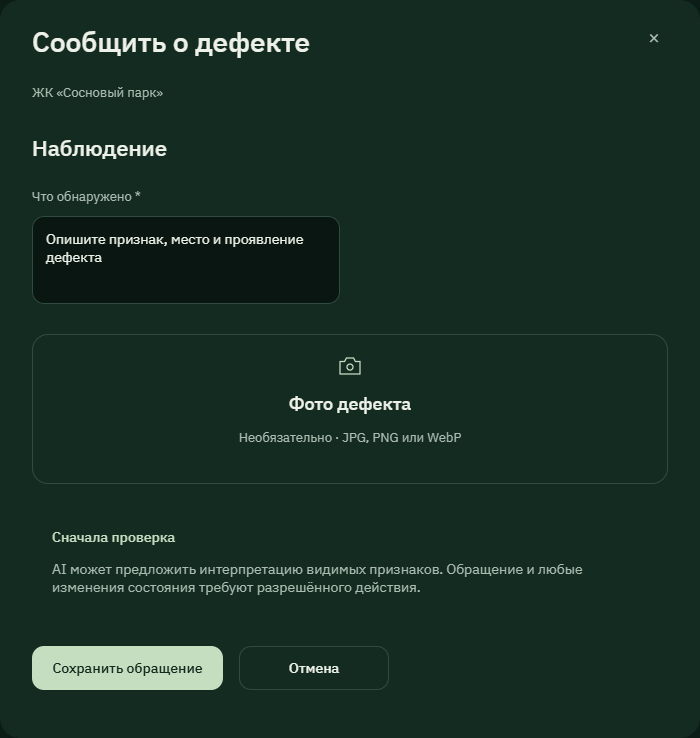 Сообщить о дефекте
×
ЖК «Сосновый парк»
Наблюдение
Что обнаружено *
Опишите признак, место и проявление
дефекта
Фото дефекта
Необязательно · JPG, PNG или WebP
Сначала проверка
AI может предложить интерпретацию видимых признаков. Обращение и любые
изменения состояния требуют разрешённого действия.
Сохранить обращение
Отмена